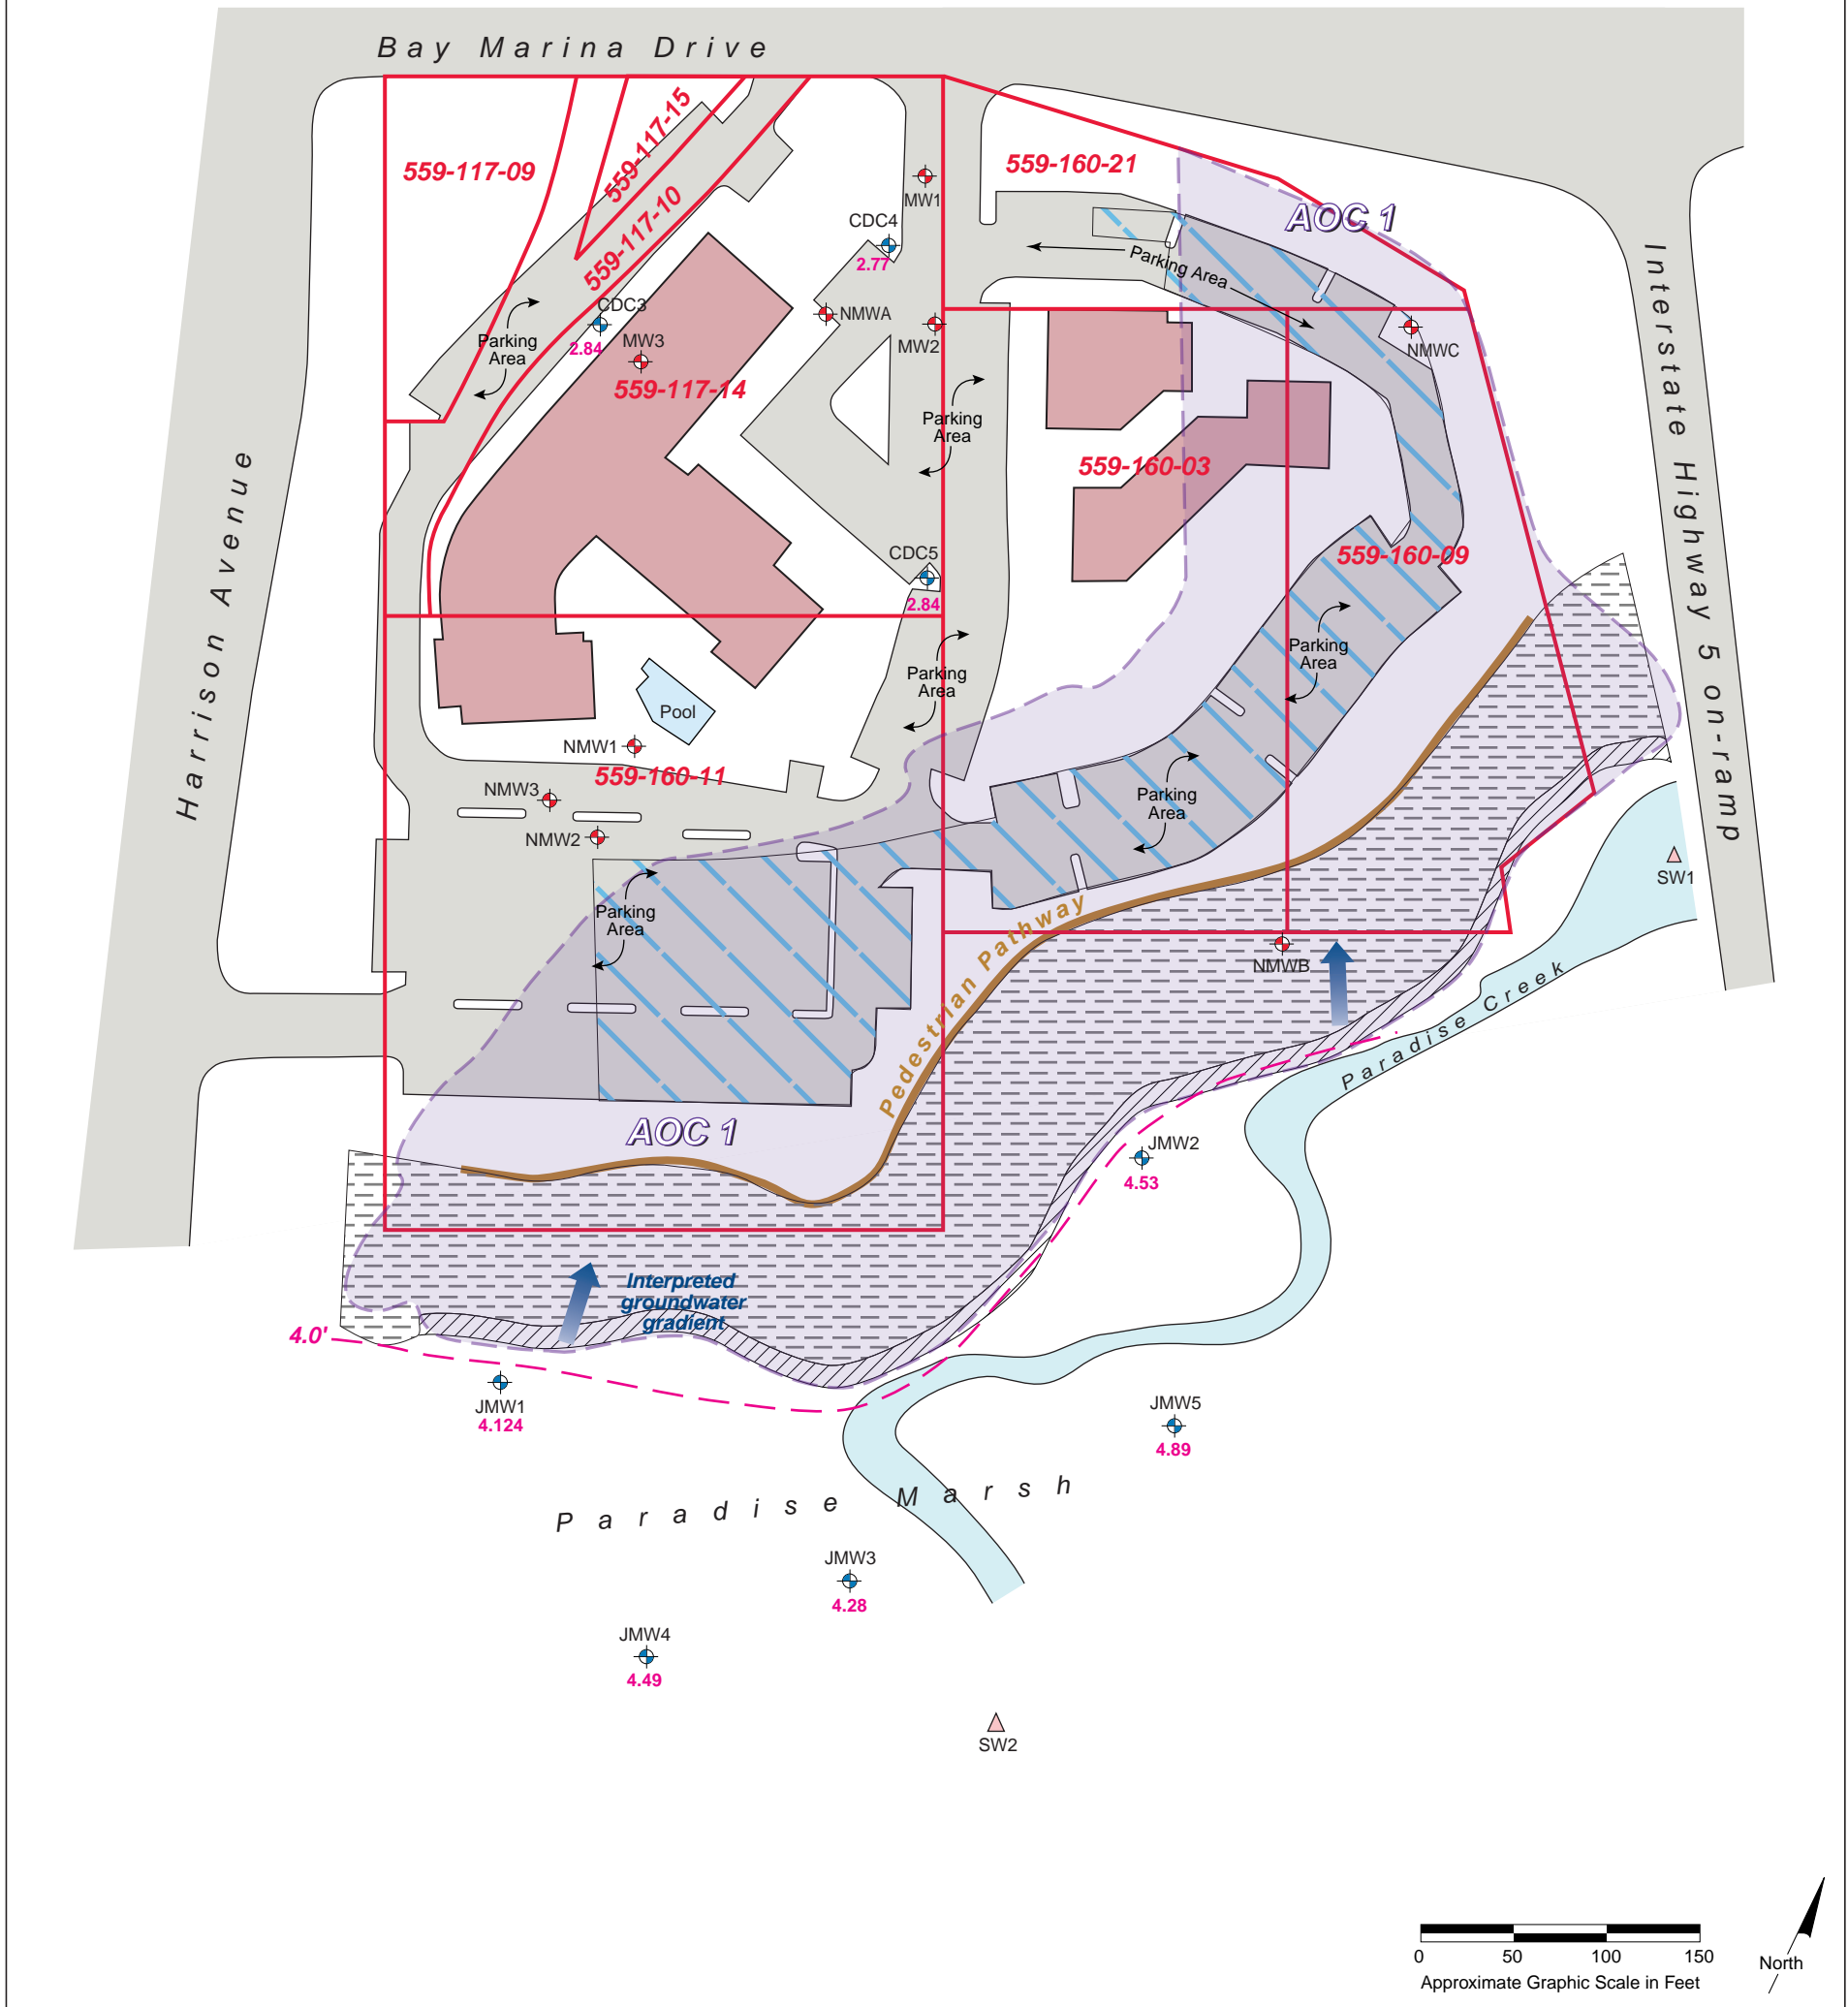 Bay Marina Drive
559-117-09
559-117-15
559-117-10
559-160-21
MW1
AOC 1
CDC4
2.77
Parking Area
CDC3
2.84
MW3
559-117-14
NMWA
MW2
NMWC
Parking
Area
Parking
Area
559-160-03
Harrison Avenue
Interstate Highway 5 on-ramp
CDC5
2.84
559-160-09
Parking
Area
Parking
Area
Pool
NMW1
559-160-11
NMW3
NMW2
Parking
Area
SW1
Parking
Area
Pedestrian Pathway
NMWB
Paradise Creek
AOC 1
JMW2
4.53
Interpreted
groundwater
gradient
4.0'
JMW1
4.124
JMW5
4.89
Paradise Marsh
JMW3
4.28
JMW4
4.49
SW2
0 50 100 150
Approximate Graphic Scale in Feet
North